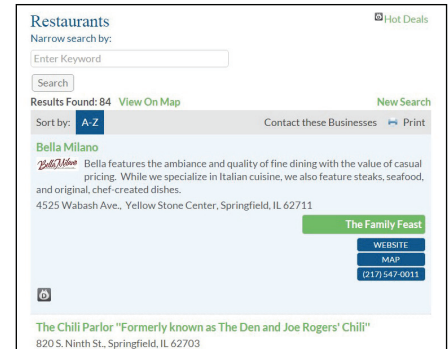 Restaurants
Hot Deals
Narrow search by:
Enter Keyword
Search
Results Found: 84 View On Map New Search
Sort by: A-Z Contact these Businesses Print
Bella Milano
Bella Milano Bella features the ambiance and quality of fine dining with the value of casual
pricing. While we specialize in Italian cuisine, we also feature steaks, seafood,
and original, chef-created dishes.
4525 Wabash Ave., Yellow Stone Center, Springfield, IL 62711
The Family Feast
WEBSITE
MAP
(217) 547-0011
The Chili Parlor "Formerly known as The Den and Joe Rogers' Chili"
820 S. Ninth St., Springfield, IL 62703